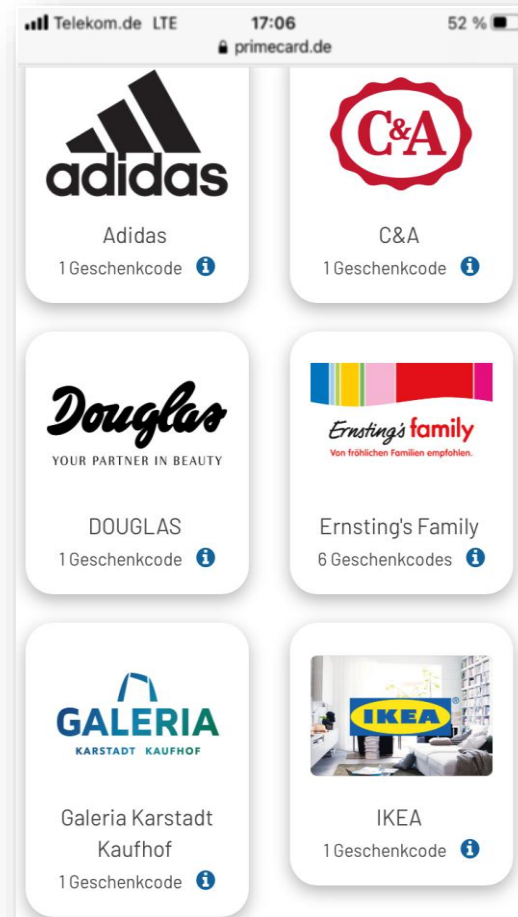 Telekom.de LTE 17:06 52 %
primecard.de
adidas
Adidas
1 Geschenkcode
C&A
C&A
1 Geschenkcode
Douglas
YOUR PARTNER IN BEAUTY
DOUGLAS
1 Geschenkcode
Ernsting's family
Von fröhlichen Familien empfohlen.
Ernsting's Family
6 Geschenkcodes
GALERIA
KARSTADT KAUFHOF
Galeria Karstadt
Kaufhof
1 Geschenkcode
IKEA
IKEA
1 Geschenkcode